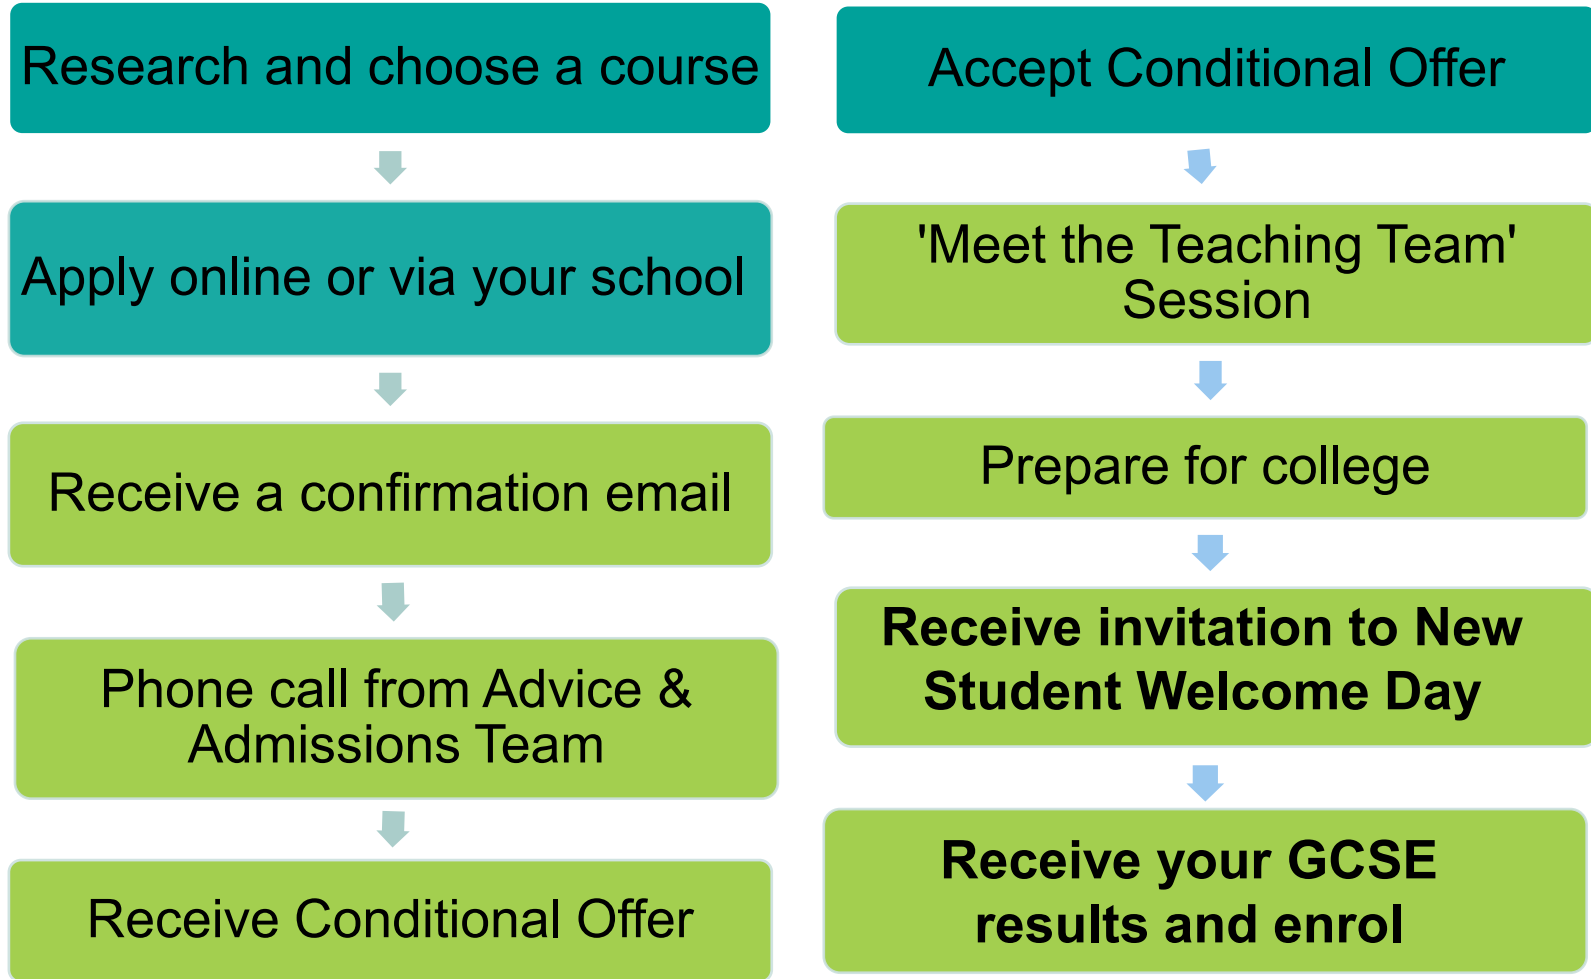 Research and choose a course
Apply online or via your school
Receive a confirmation email
Phone call from Advice &
Admissions Team
Receive Conditional Offer
Accept Conditional Offer
'Meet the Teaching Team'
Session
Prepare for college
Receive invitation to New
Student Welcome Day
Receive your GCSE
results and enrol